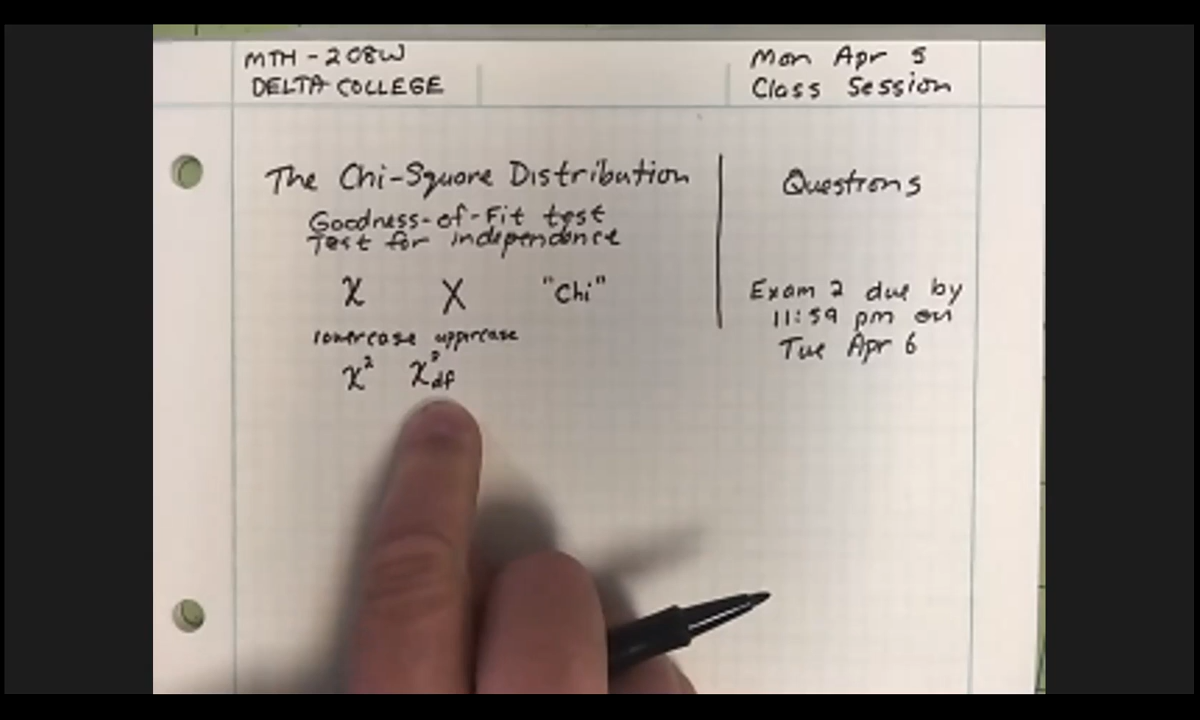 MTH-208W
DELTA COLLEGE
Mon Apr 5
Class Session
The Chi-Square Distribution
Goodness-of-Fit test
Test for independence
χ X "Chi"
lowercase uppercase
χ² χ²df
Questions
Exam 2 due by
11:59 pm on
Tue Apr 6